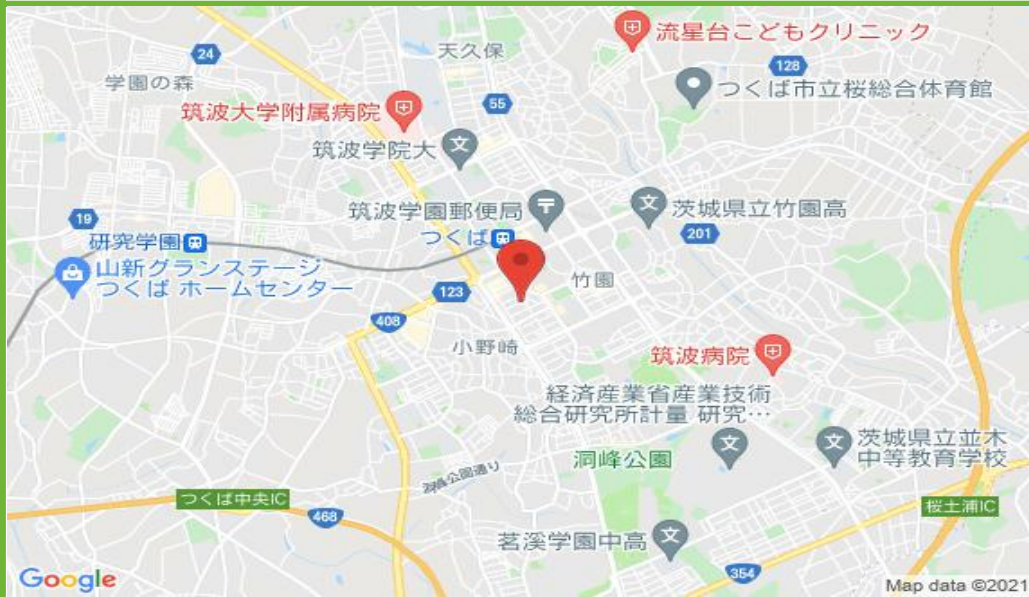 流星台こどもクリニック
天久保
24
128
学園の森
つくば市立桜総合体育館
55
筑波大学附属病院
筑波学院大
筑波学園郵便局
茨城県立竹園高
19
つくば
201
研究学園
山新グランステージ
つくば ホームセンター
竹園
123
408
小野崎
筑波病院
経済産業省産業技術
総合研究所計量 研究…
茨城県立並木
中等教育学校
洞峰公園
洞峰公園通り
つくば中央IC
桜土浦IC
468
茗溪学園中高
354
Google
Map data ©2021